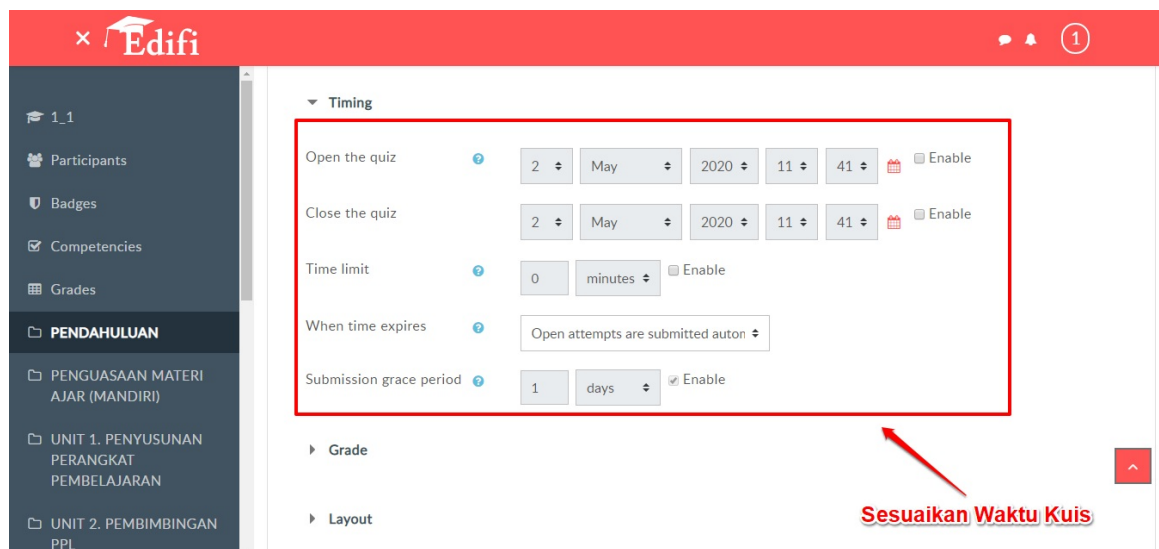 × Edifi
1
1_1
Participants
Badges
Competencies
Grades
PENDAHULUAN
PENGUASAAN MATERI
AJAR (MANDIRI)
UNIT 1. PENYUSUNAN
PERANGKAT
PEMBELAJARAN
UNIT 2. PEMBIMBINGAN
PPL
Timing
Open the quiz 2 May 2020 11 41 Enable
Close the quiz 2 May 2020 11 41 Enable
Time limit 0 minutes Enable
When time expires Open attempts are submitted auton
Submission grace period 1 days Enable
Grade
Layout
Sesuaikan Waktu Kuis